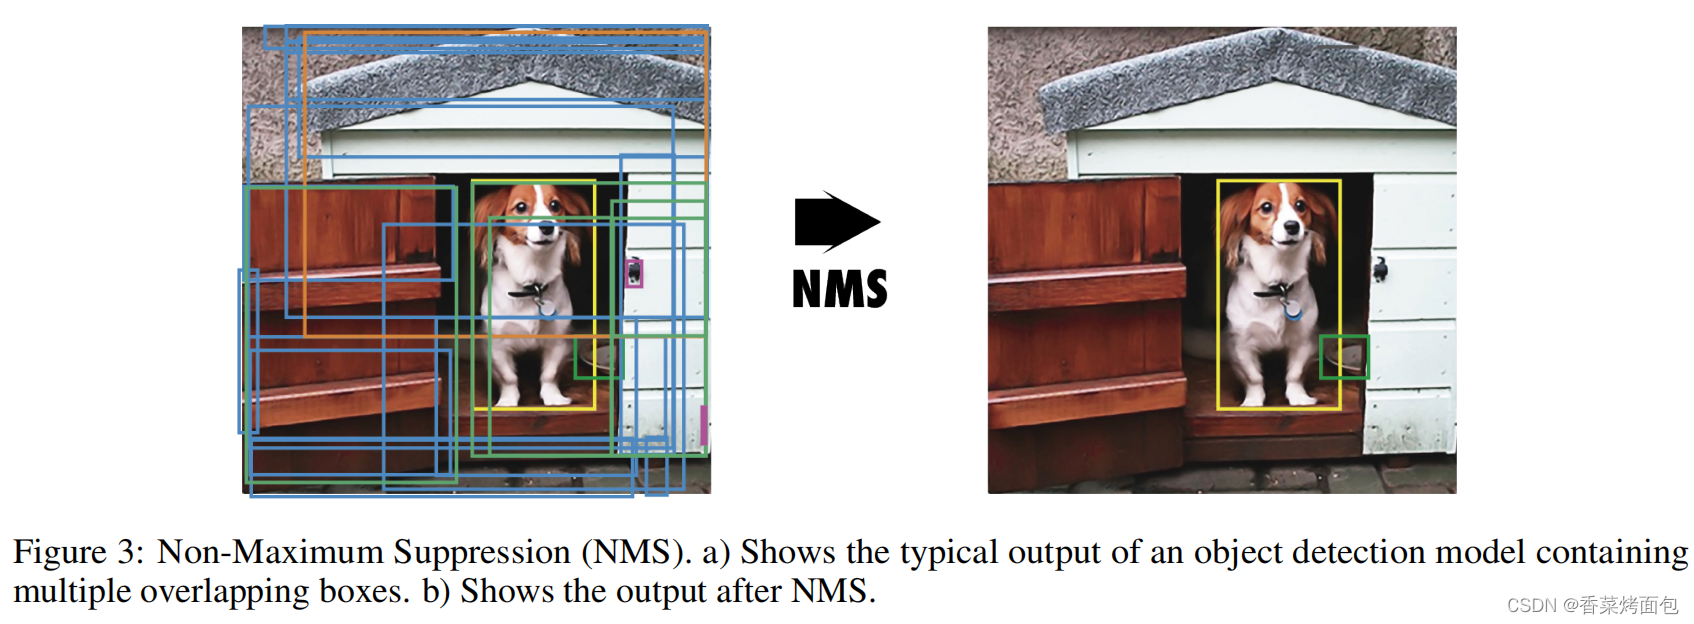 NMS
Figure 3: Non-Maximum Suppression (NMS). a) Shows the typical output of an object detection model containing
multiple overlapping boxes. b) Shows the output after NMS.
CSDN @香菜烤面包